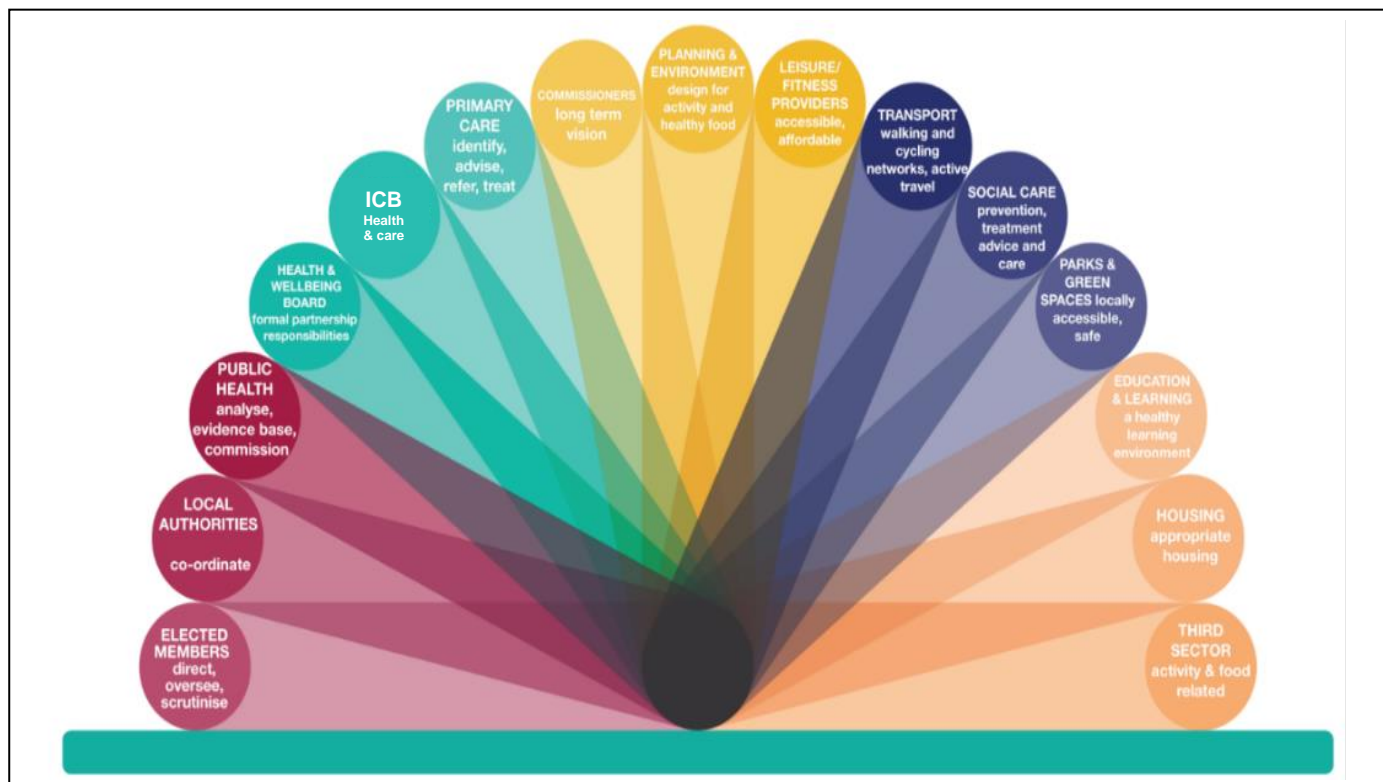 ELECTED
MEMBERS
direct,
oversee,
scrutinise
LOCAL
AUTHORITIES
co-ordinate
PUBLIC
HEALTH
analyse,
evidence base,
commission
HEALTH &
WELLBEING
BOARD
formal partnership
responsibilities
ICB
Health
& care
PRIMARY
CARE
identify,
advise,
refer, treat
COMMISSIONERS
long term
vision
PLANNING &
ENVIRONMENT
design for
activity and
healthy food
LEISURE/
FITNESS
PROVIDERS
accessible,
affordable
TRANSPORT
walking and
cycling
networks, active
travel
SOCIAL CARE
prevention,
treatment
advice and
care
PARKS &
GREEN
SPACES locally
accessible,
safe
EDUCATION
& LEARNING
a healthy
learning
environment
HOUSING
appropriate
housing
THIRD
SECTOR
activity & food
related